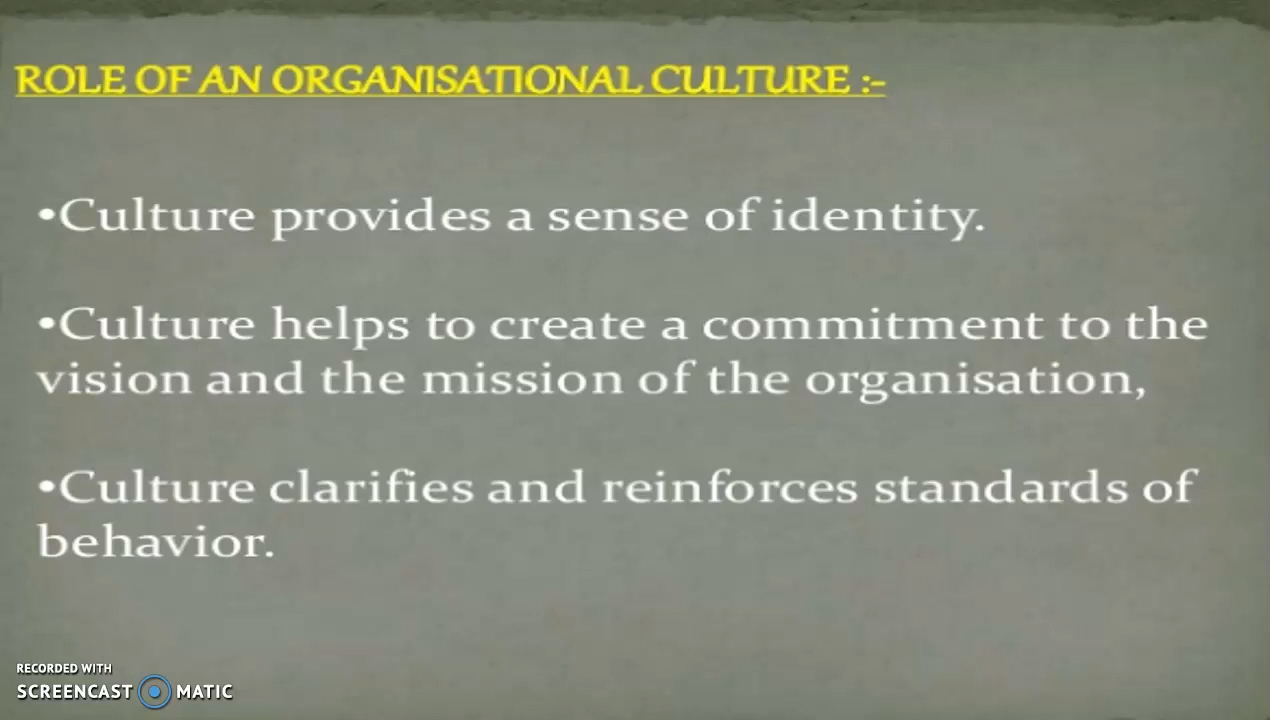 ROLE OF AN ORGANISATIONAL CULTURE :-
•Culture provides a sense of identity.
•Culture helps to create a commitment to the
vision and the mission of the organisation,
•Culture clarifies and reinforces standards of
behavior.
RECORDED WITH
SCREENCAST MATIC